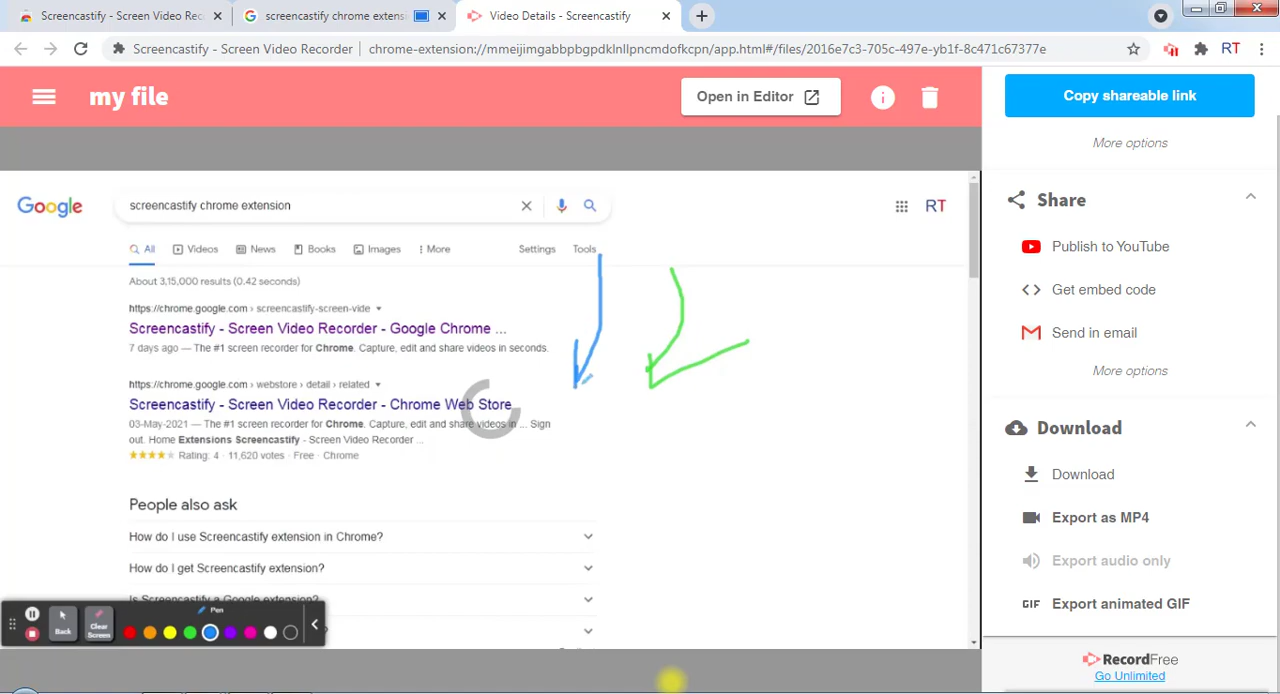 Screencastify - Screen Video Rec
screencastify chrome extens
Video Details - Screencastify
Screencastify - Screen Video Recorder
chrome-extension://mmeijimgabbpbgpdklnllpncmdofkcpn/app.html#/files/2016e7c3-705c-497e-yb1f-8c471c67377e
RT
my file
Open in Editor
Copy shareable link
More options
Google
screencastify chrome extension
RT
All
Videos
News
Books
Images
More
Settings
Tools
About 3,15,000 results (0.42 seconds)
https://chrome.google.com › screencastify-screen-vide
Screencastify - Screen Video Recorder - Google Chrome ...
7 days ago — The #1 screen recorder for Chrome. Capture, edit and share videos in seconds.
https://chrome.google.com › webstore › detail › related
Screencastify - Screen Video Recorder - Chrome Web Store
03-May-2021 — The #1 screen recorder for Chrome. Capture, edit and share videos in ... Sign
out. Home Extensions Screencastify - Screen Video Recorder ...
Rating: 4 · 11,620 votes · Free · Chrome
People also ask
How do I use Screencastify extension in Chrome?
How do I get Screencastify extension?
Is Screencastify a Google extension?
Back
Clear
Screen
Pen
Share
Publish to YouTube
Get embed code
Send in email
More options
Download
Download
Export as MP4
Export audio only
GIF
Export animated GIF
RecordFree
Go Unlimited